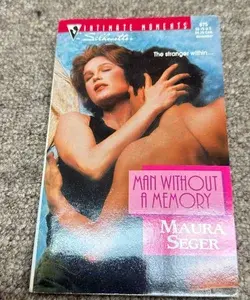 INTIMATE MOMENTS
Silhouette
The stranger within...
MAN WITHOUT
A MEMORY
MAURA
SEGER